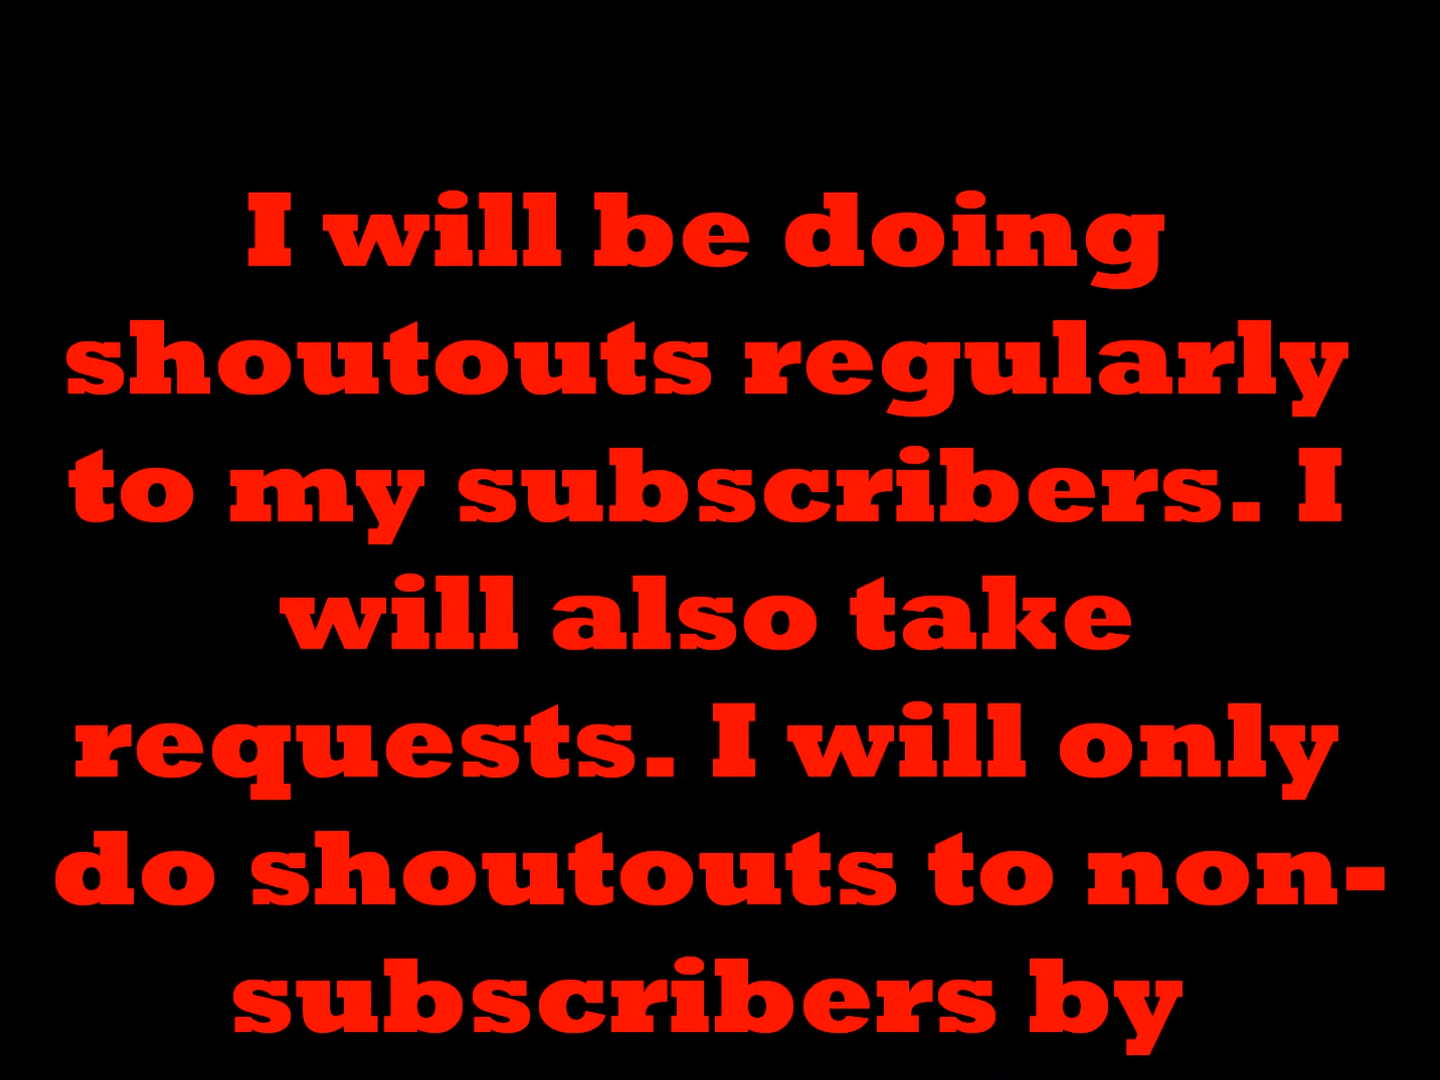 I will be doing
shoutouts regularly
to my subscribers. I
will also take
requests. I will only
do shoutouts to non-
subscribers by